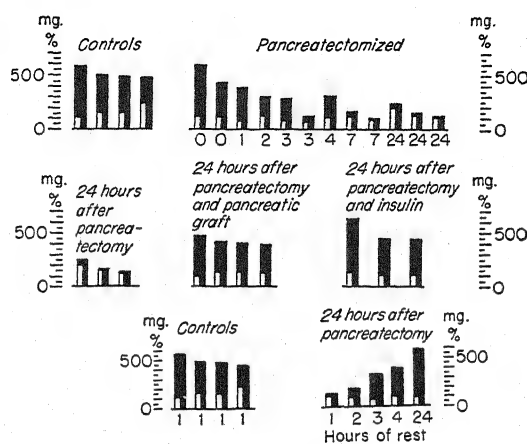 mg.
%
Controls
Pancreatectomized
mg.
%
500
0
500
0
0 0 1 2 3 3 4 7 7 24 24 24
mg.
%
24 hours
after
pancrea-
tectomy
24 hours after
pancreatectomy
and pancreatic
graft
24 hours after
pancreatectomy
and insulin
mg.
%
500
0
500
0
mg.
%
Controls
24 hours after
pancreatectomy
mg.
%
500
0
500
0
1 1 1 1
1 2 3 4 24
Hours of rest